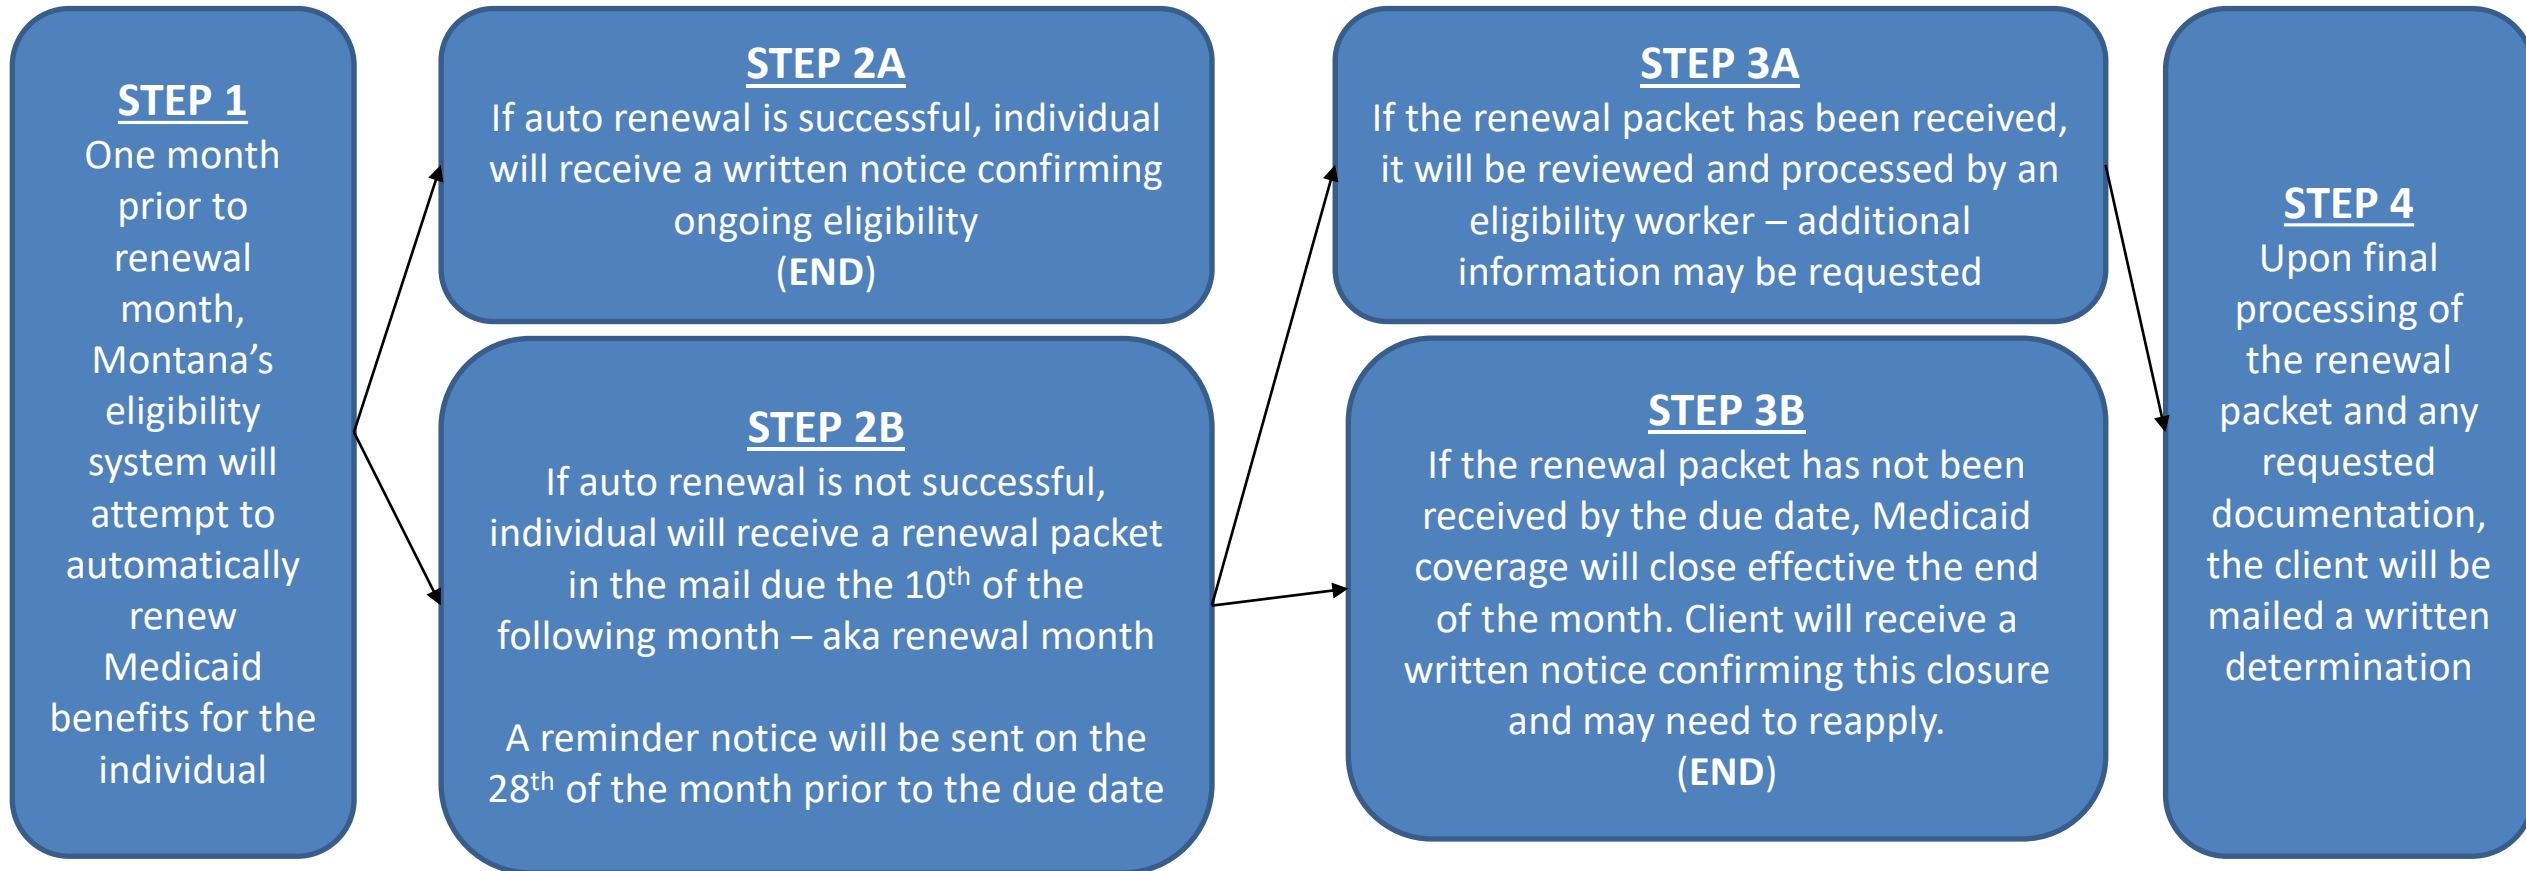 STEP 1
One month
prior to
renewal
month,
Montana’s
eligibility
system will
attempt to
automatically
renew
Medicaid
benefits for the
individual
STEP 2A
If auto renewal is successful, individual
will receive a written notice confirming
ongoing eligibility
(END)
STEP 2B
If auto renewal is not successful,
individual will receive a renewal packet
in the mail due the 10th of the
following month – aka renewal month
A reminder notice will be sent on the
28th of the month prior to the due date
STEP 3A
If the renewal packet has been received,
it will be reviewed and processed by an
eligibility worker – additional
information may be requested
STEP 3B
If the renewal packet has not been
received by the due date, Medicaid
coverage will close effective the end
of the month. Client will receive a
written notice confirming this closure
and may need to reapply.
(END)
STEP 4
Upon final
processing of
the renewal
packet and any
requested
documentation,
the client will be
mailed a written
determination